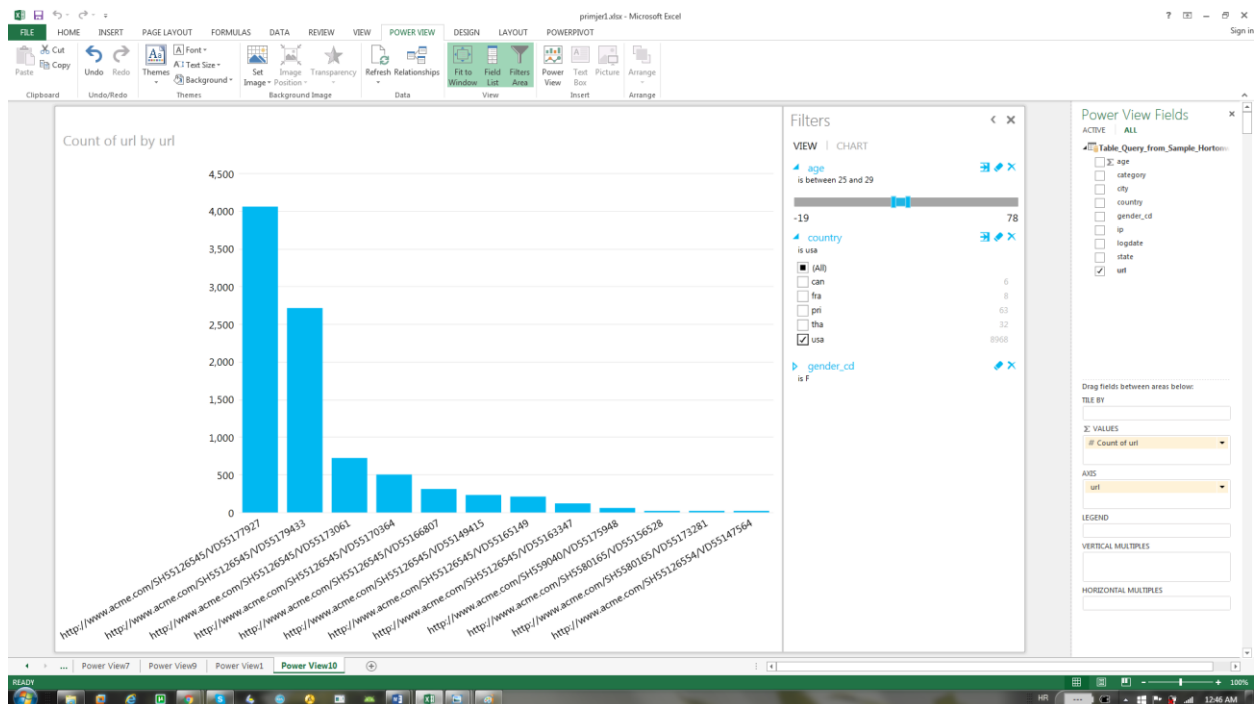 primjer1.xlsx - Microsoft Excel
FILE HOME INSERT PAGE LAYOUT FORMULAS DATA REVIEW VIEW POWER VIEW DESIGN LAYOUT POWERPIVOT
Sign in
Paste
Cut
Copy
Clipboard
Undo Redo
Undo/Redo
Themes
Font
Text Size
Background
Themes
Set Image
Image Position
Transparency
Background Image
Refresh Relationships
Data
Fit to Window
Field List
Filters Area
View
Power View
Text Box
Picture
Insert
Arrange
Arrange
Count of url by url
4,500
4,000
3,500
3,000
2,500
2,000
1,500
1,000
500
0
http://www.acme.com/SH55126545/VD55177927
http://www.acme.com/SH55126545/VD55179433
http://www.acme.com/SH55126545/VD55173061
http://www.acme.com/SH55126545/VD55170364
http://www.acme.com/SH55126545/VD55166807
http://www.acme.com/SH55126545/VD55149415
http://www.acme.com/SH55126545/VD55165149
http://www.acme.com/SH55126545/VD55163347
http://www.acme.com/SH559040/VD55175948
http://www.acme.com/SH5580165/VD55156528
http://www.acme.com/SH5580165/VD55173281
http://www.acme.com/SH55126554/VD55147564
Filters
VIEW CHART
age
is between 25 and 29
-19 78
country
is usa
(All)
can 6
fra 8
pri 63
tha 32
usa 8968
gender_cd
is F
Power View Fields
ACTIVE ALL
Table_Query_from_Sample_Horton
Σ age
category
city
country
gender_cd
ip
logdate
state
url
Drag fields between areas below:
TILE BY
Σ VALUES
# Count of url
AXIS
url
LEGEND
VERTICAL MULTIPLES
HORIZONTAL MULTIPLES
... Power View7 Power View9 Power View1 Power View10
READY
100%
HR
12:46 AM